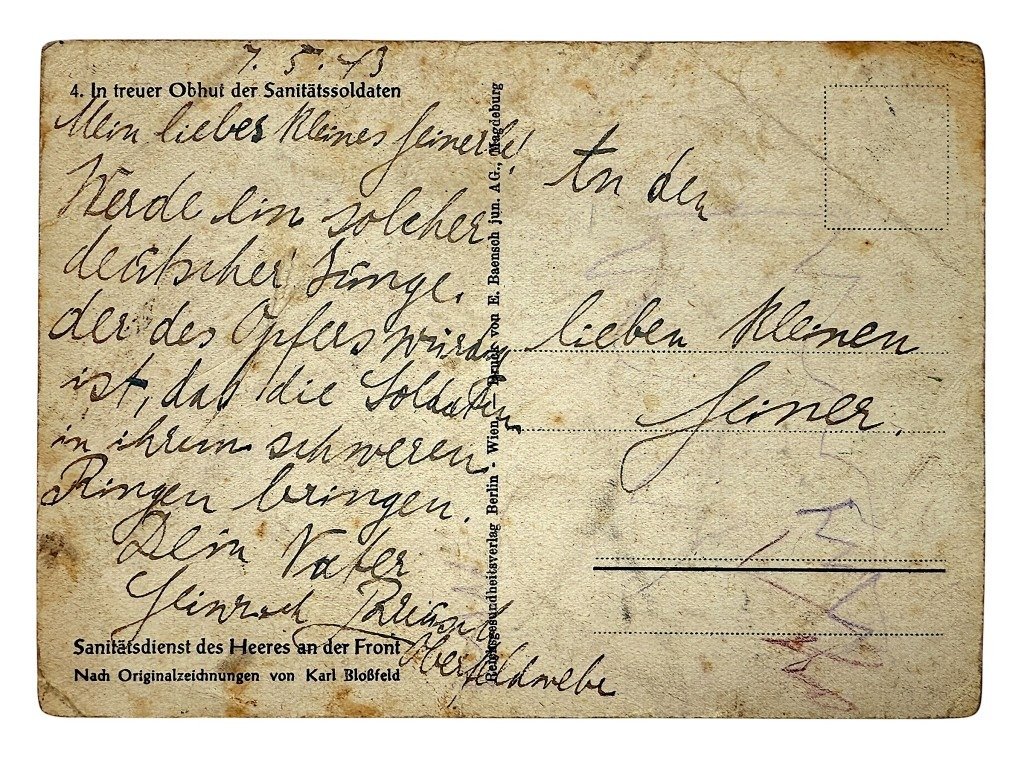 7. 5. 43
4. In treuer Obhut der Sanitätssoldaten
Mein liebes kleines Heinerle!
Werde ein solcher
deutscher Junge,
der des Opfers würdig
ist, das die Soldaten
in ihrem schweren
Ringen bringen.
Dein Vater
Heinrich
Oberfeldwebe
Sanitätsdienst des Heeres an der Front
Nach Originalzeichnungen von Karl Bloßfeld
Reichsgesundheitsverlag Berlin - Wien. Druck von E. Baensch jun. AG., Magdeburg
An den
lieben kleinen
Heiner.